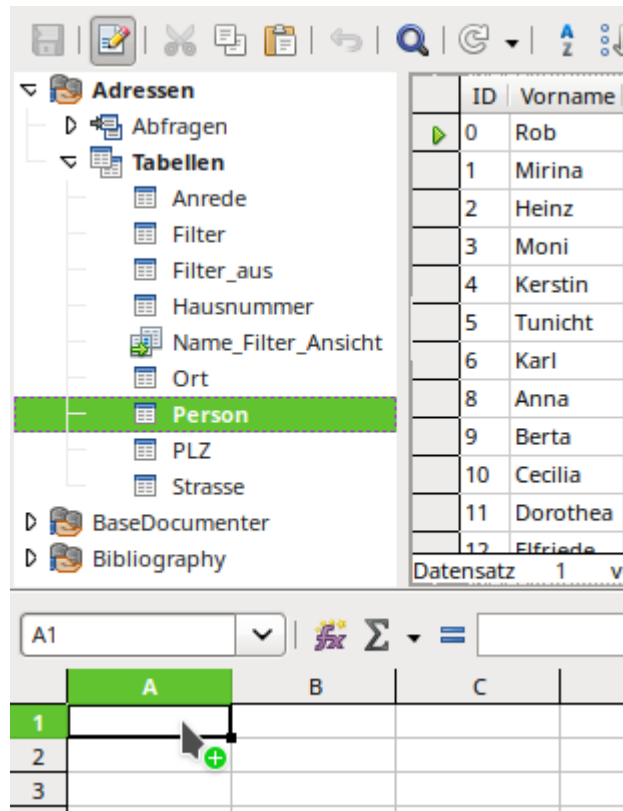 Adressen
Abfragen
Tabellen
Anrede
Filter
Filter_aus
Hausnummer
Name_Filter_Ansicht
Ort
Person
PLZ
Strasse
BaseDocumenter
Bibliography
ID Vorname
0 Rob
1 Mirina
2 Heinz
3 Moni
4 Kerstin
5 Tunicht
6 Karl
8 Anna
9 Berta
10 Cecilia
11 Dorothea
12 Elfriede
Datensatz 1 v
A1
A B C
1
2
3